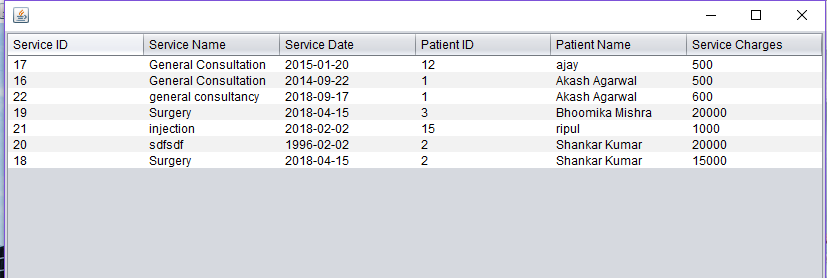 Service ID Service Name Service Date Patient ID Patient Name Service Charges
17 General Consultation 2015-01-20 12 ajay 500
16 General Consultation 2014-09-22 1 Akash Agarwal 500
22 general consultancy 2018-09-17 1 Akash Agarwal 600
19 Surgery 2018-04-15 3 Bhoomika Mishra 20000
21 injection 2018-02-02 15 ripul 1000
20 sdfsdf 1996-02-02 2 Shankar Kumar 20000
18 Surgery 2018-04-15 2 Shankar Kumar 15000